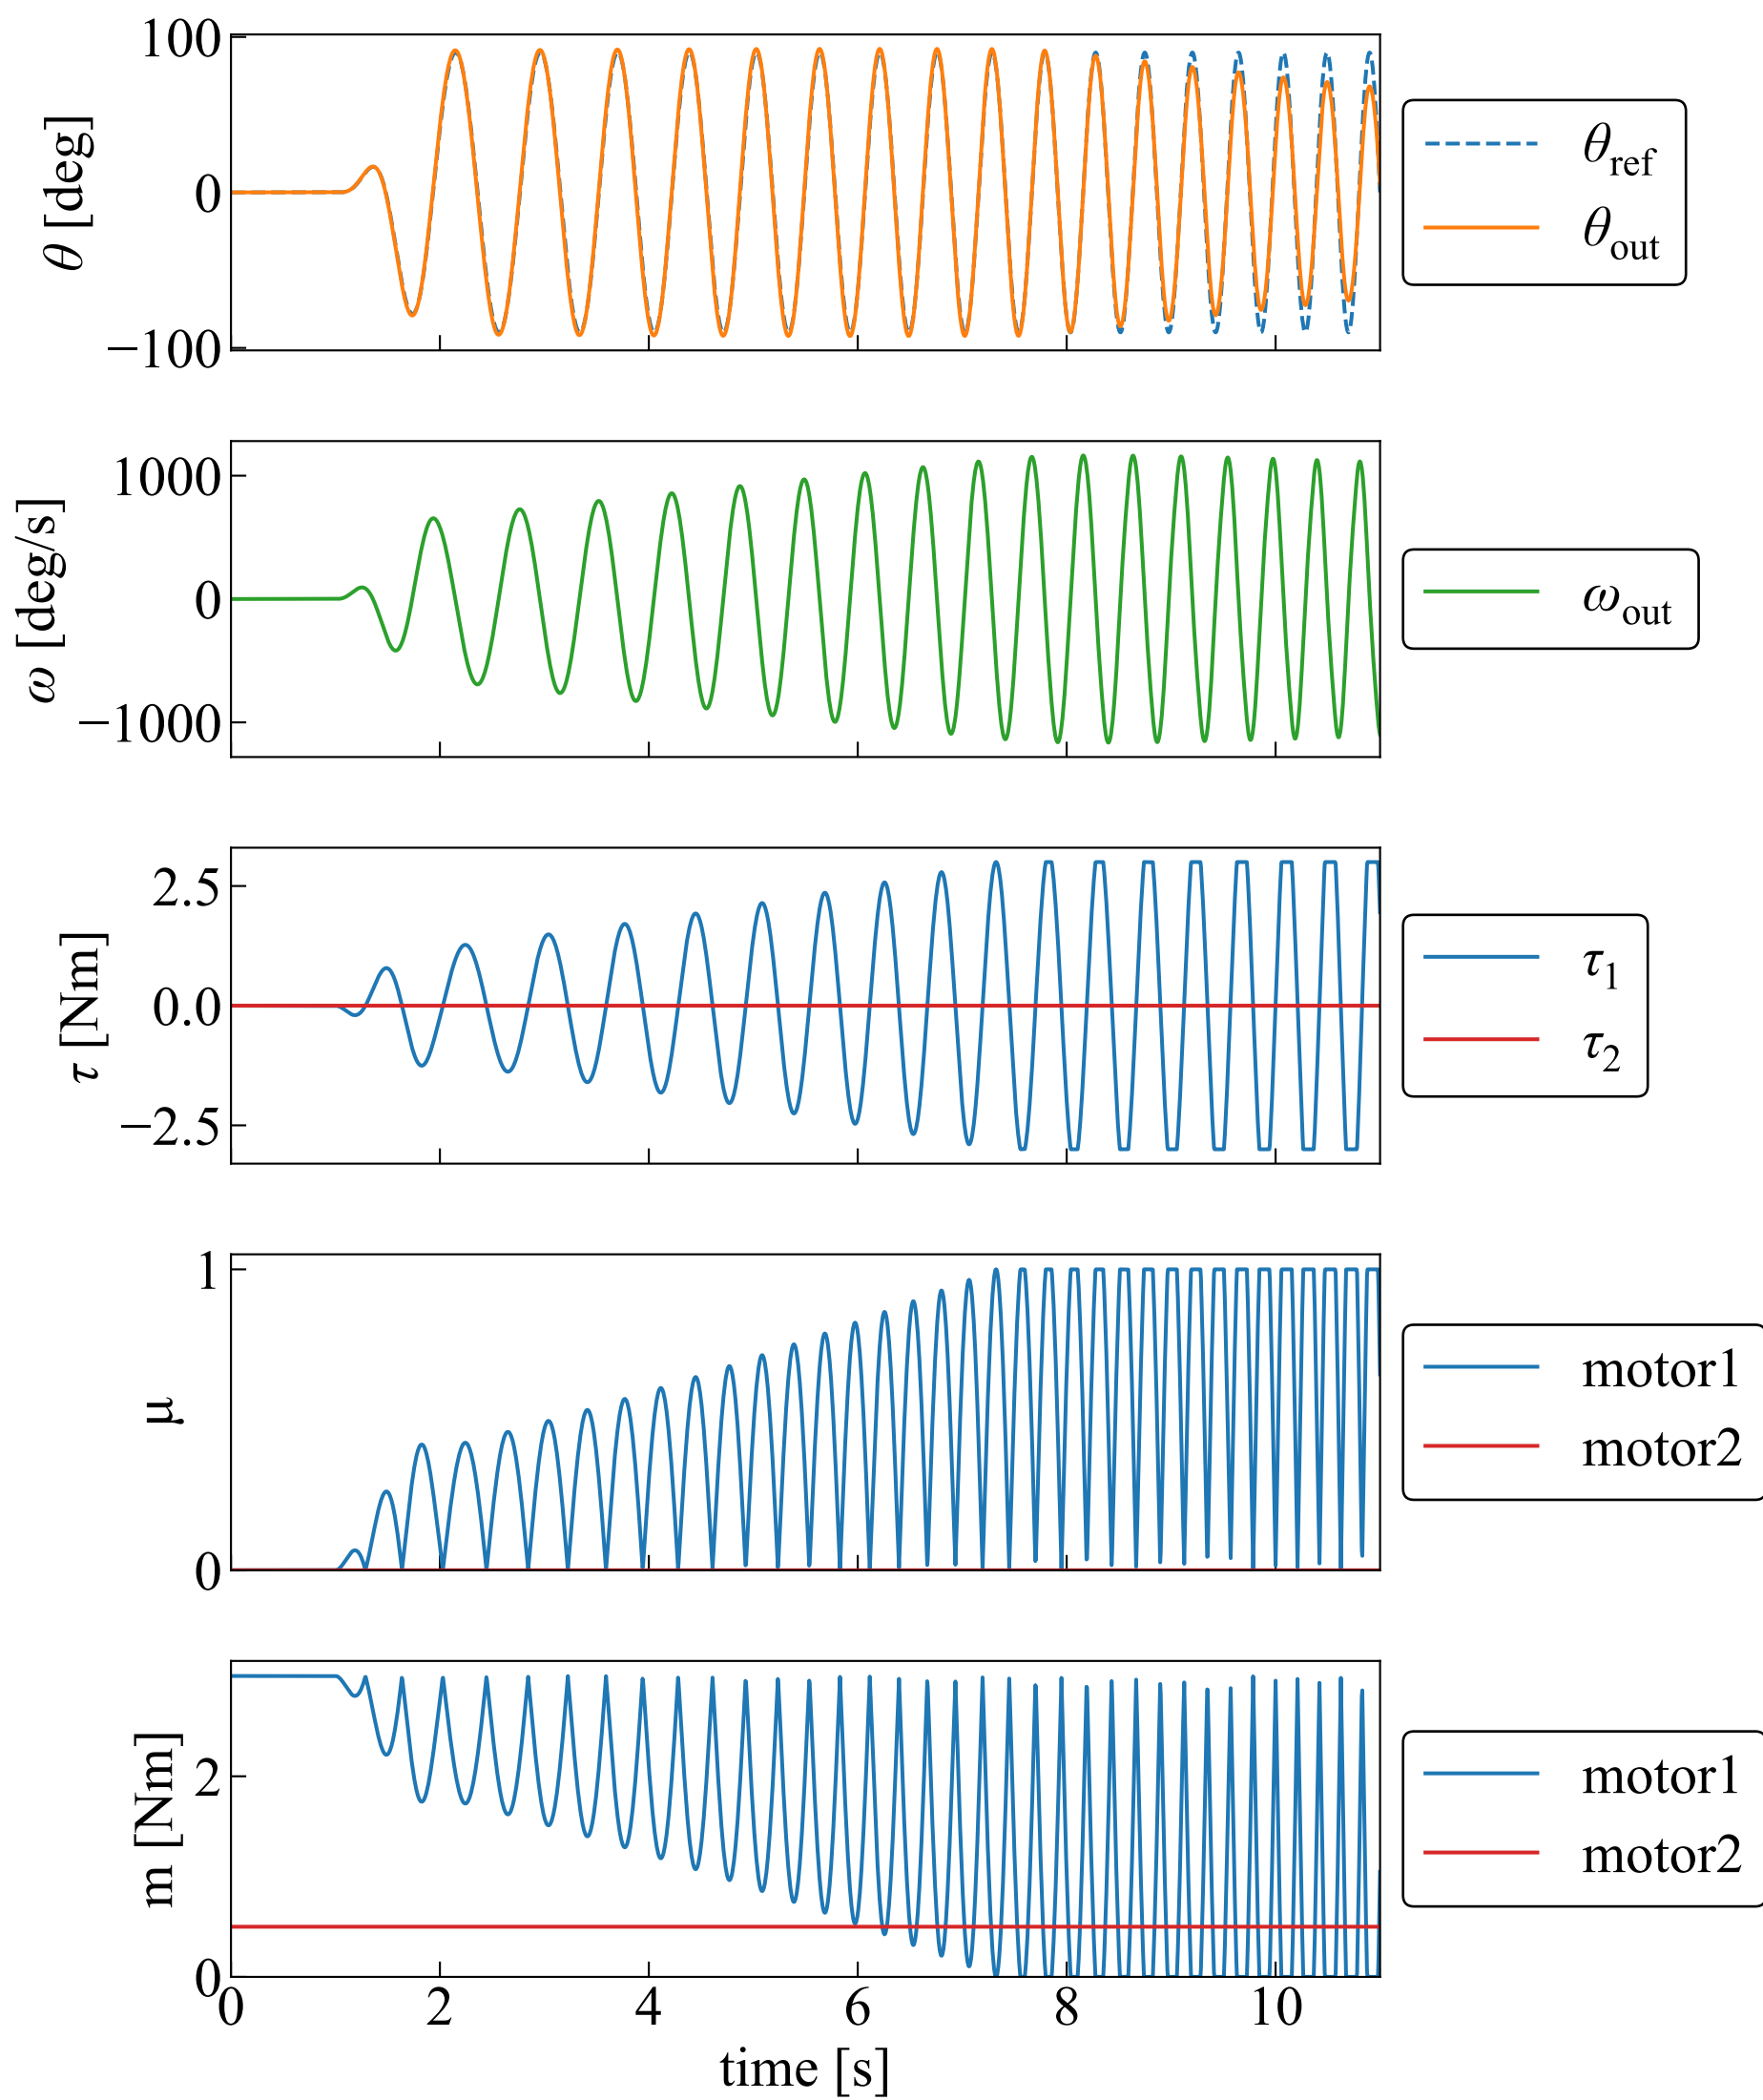 100
0
−100
θ [deg]
θref
θout
1000
0
−1000
ω [deg/s]
ωout
2.5
0.0
−2.5
τ [Nm]
τ1
τ2
1
0
μ
motor1
motor2
2
0
m [Nm]
motor1
motor2
0 2 4 6 8 10
time [s]